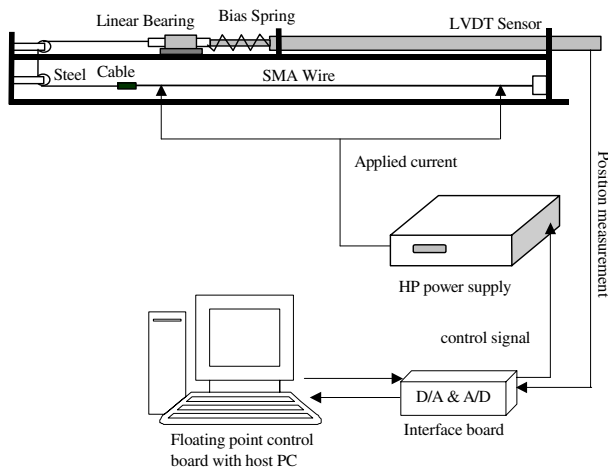 Linear Bearing
Bias Spring
LVDT Sensor
Steel
Cable
SMA Wire
Applied current
Position measurement
HP power supply
control signal
D/A & A/D
Interface board
Floating point control
board with host PC